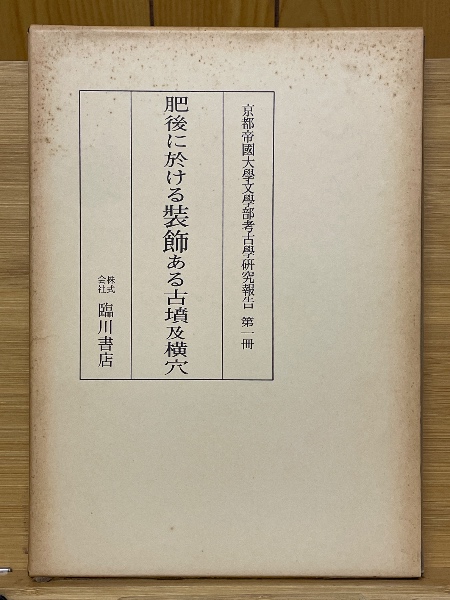 京都帝國大學文學部考古學研究報告 第一冊
肥後に於ける裝飾ある古墳及橫穴
株式会社 臨川書店